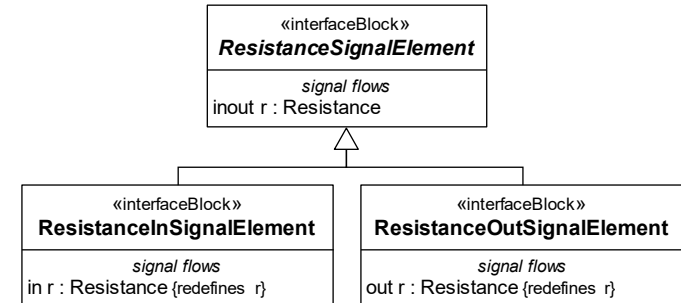 «interfaceBlock»
ResistanceSignalElement
signal flows
inout r : Resistance
«interfaceBlock»
ResistanceInSignalElement
signal flows
in r : Resistance {redefines r}
«interfaceBlock»
ResistanceOutSignalElement
signal flows
out r : Resistance {redefines r}